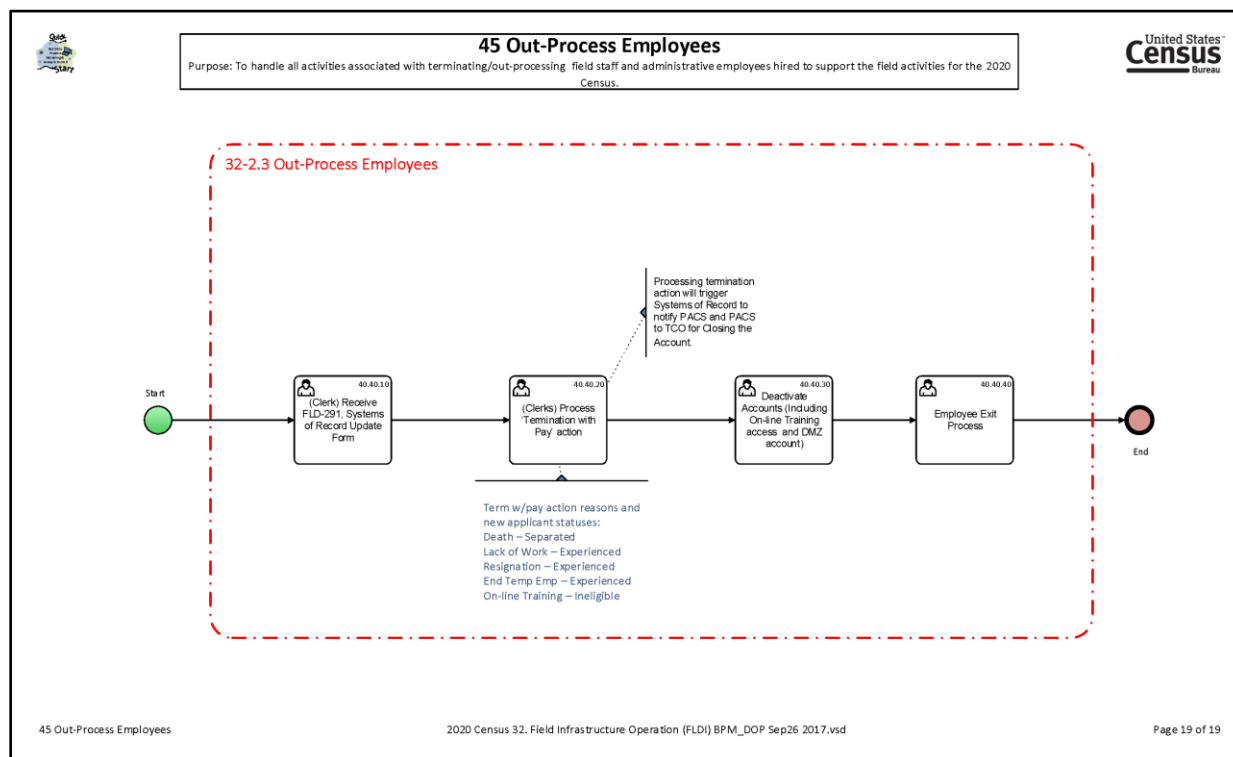 Quick
Start
45 Out-Process Employees
Purpose: To handle all activities associated with terminating/out-processing field staff and administrative employees hired to support the field activities for the 2020
Census.
United States™
Census
Bureau
32-2.3 Out-Process Employees
Processing termination
action will trigger
Systems of Record to
notify PACS and PACS
to TCO for Closing the
Account.
Start
40.40.10
(Clerk) Receive
FLD-291, Systems
of Record Update
Form
40.40.20
(Clerks) Process
'Termination with
Pay' action
40.40.30
Deactivate
Accounts (Including
On-line Training
access and DMZ
account)
40.40.40
Employee Exit
Process
End
Term w/pay action reasons and
new applicant statuses:
Death – Separated
Lack of Work – Experienced
Resignation – Experienced
End Temp Emp – Experienced
On-line Training – Ineligible
45 Out-Process Employees
2020 Census 32. Field Infrastructure Operation (FLDI) BPM_DOP Sep26 2017.vsd
Page 19 of 19